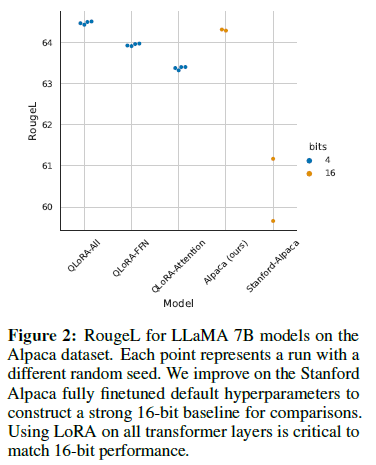 64
63
62
61
60
RougeL
bits
4
16
QLoRA-All
QLoRA-FFN
QLoRA-Attention
Alpaca (ours)
Stanford-Alpaca
Model
Figure 2: RougeL for LLaMA 7B models on the
Alpaca dataset. Each point represents a run with a
different random seed. We improve on the Stanford
Alpaca fully finetuned default hyperparameters to
construct a strong 16-bit baseline for comparisons.
Using LoRA on all transformer layers is critical to
match 16-bit performance.